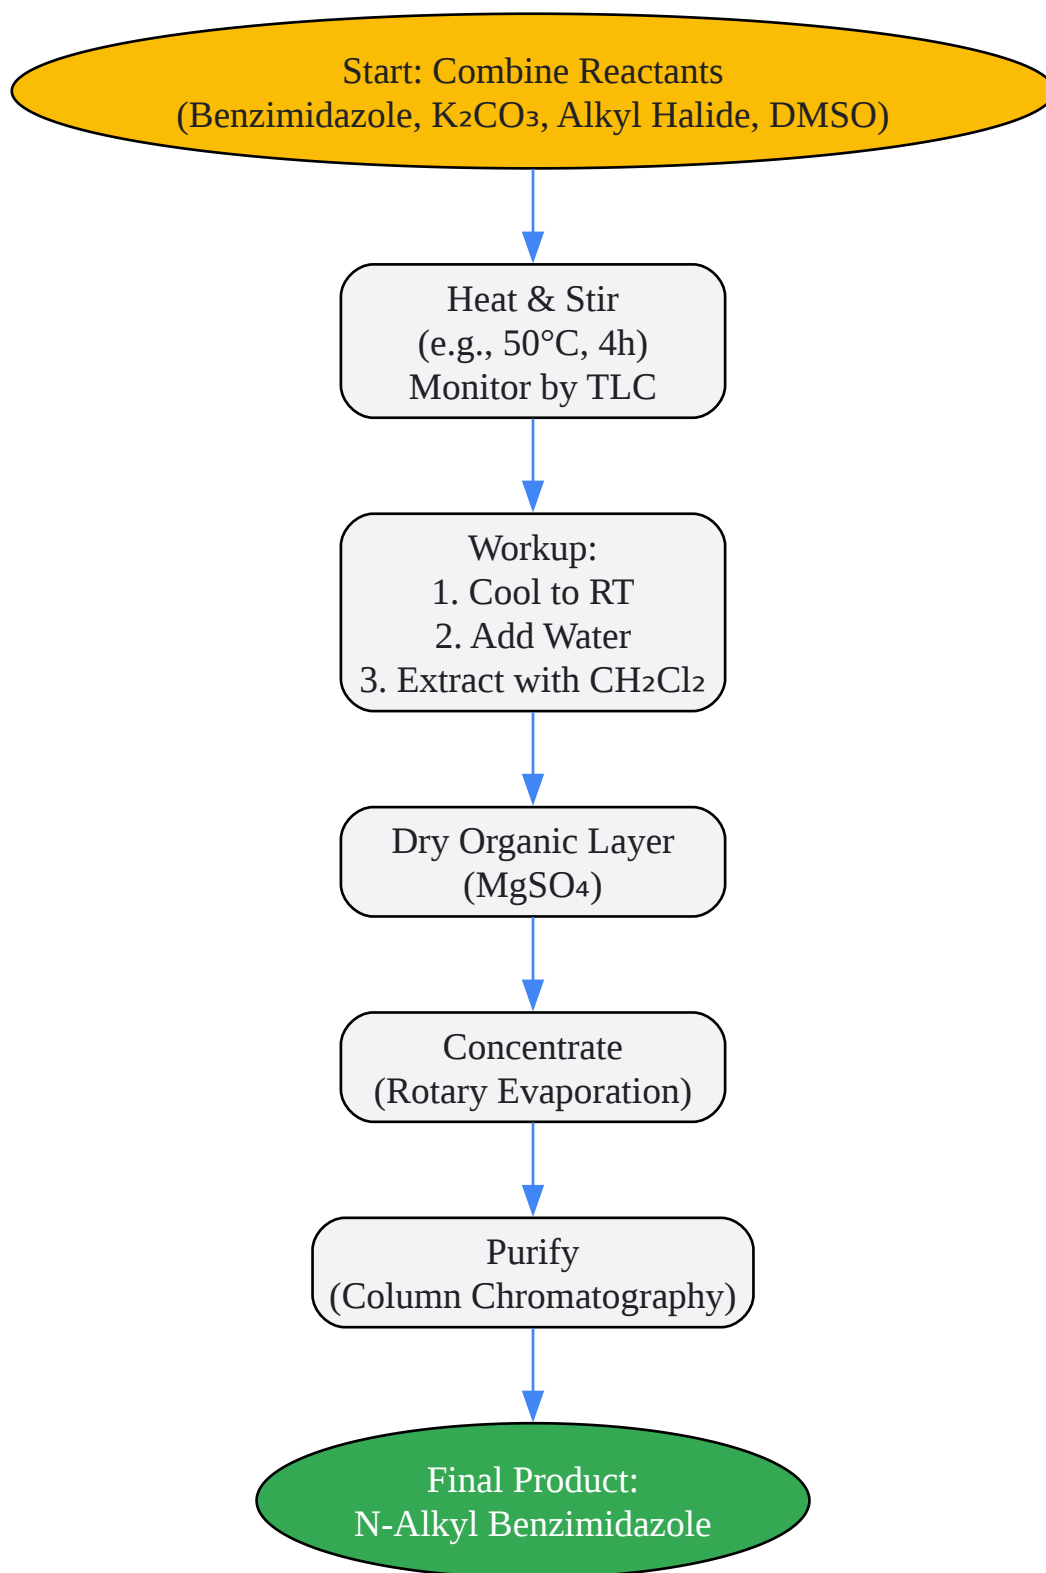 Start: Combine Reactants
(Benzimidazole, K₂CO₃, Alkyl Halide, DMSO)
Heat & Stir
(e.g., 50°C, 4h)
Monitor by TLC
Workup:
1. Cool to RT
2. Add Water
3. Extract with CH₂Cl₂
Dry Organic Layer
(MgSO₄)
Concentrate
(Rotary Evaporation)
Purify
(Column Chromatography)
Final Product:
N-Alkyl Benzimidazole